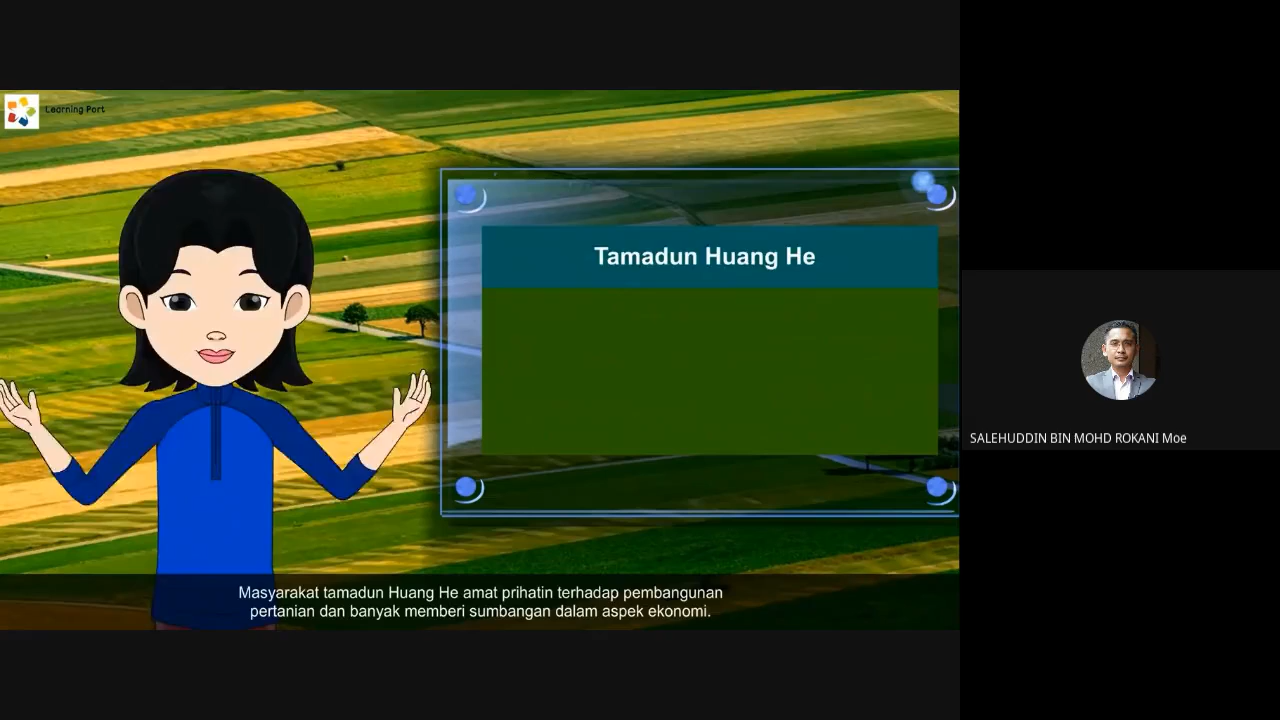 Learning Port
Tamadun Huang He
SALEHUDDIN BIN MOHD ROKANI Moe
Masyarakat tamadun Huang He amat prihatin terhadap pembangunan
pertanian dan banyak memberi sumbangan dalam aspek ekonomi.